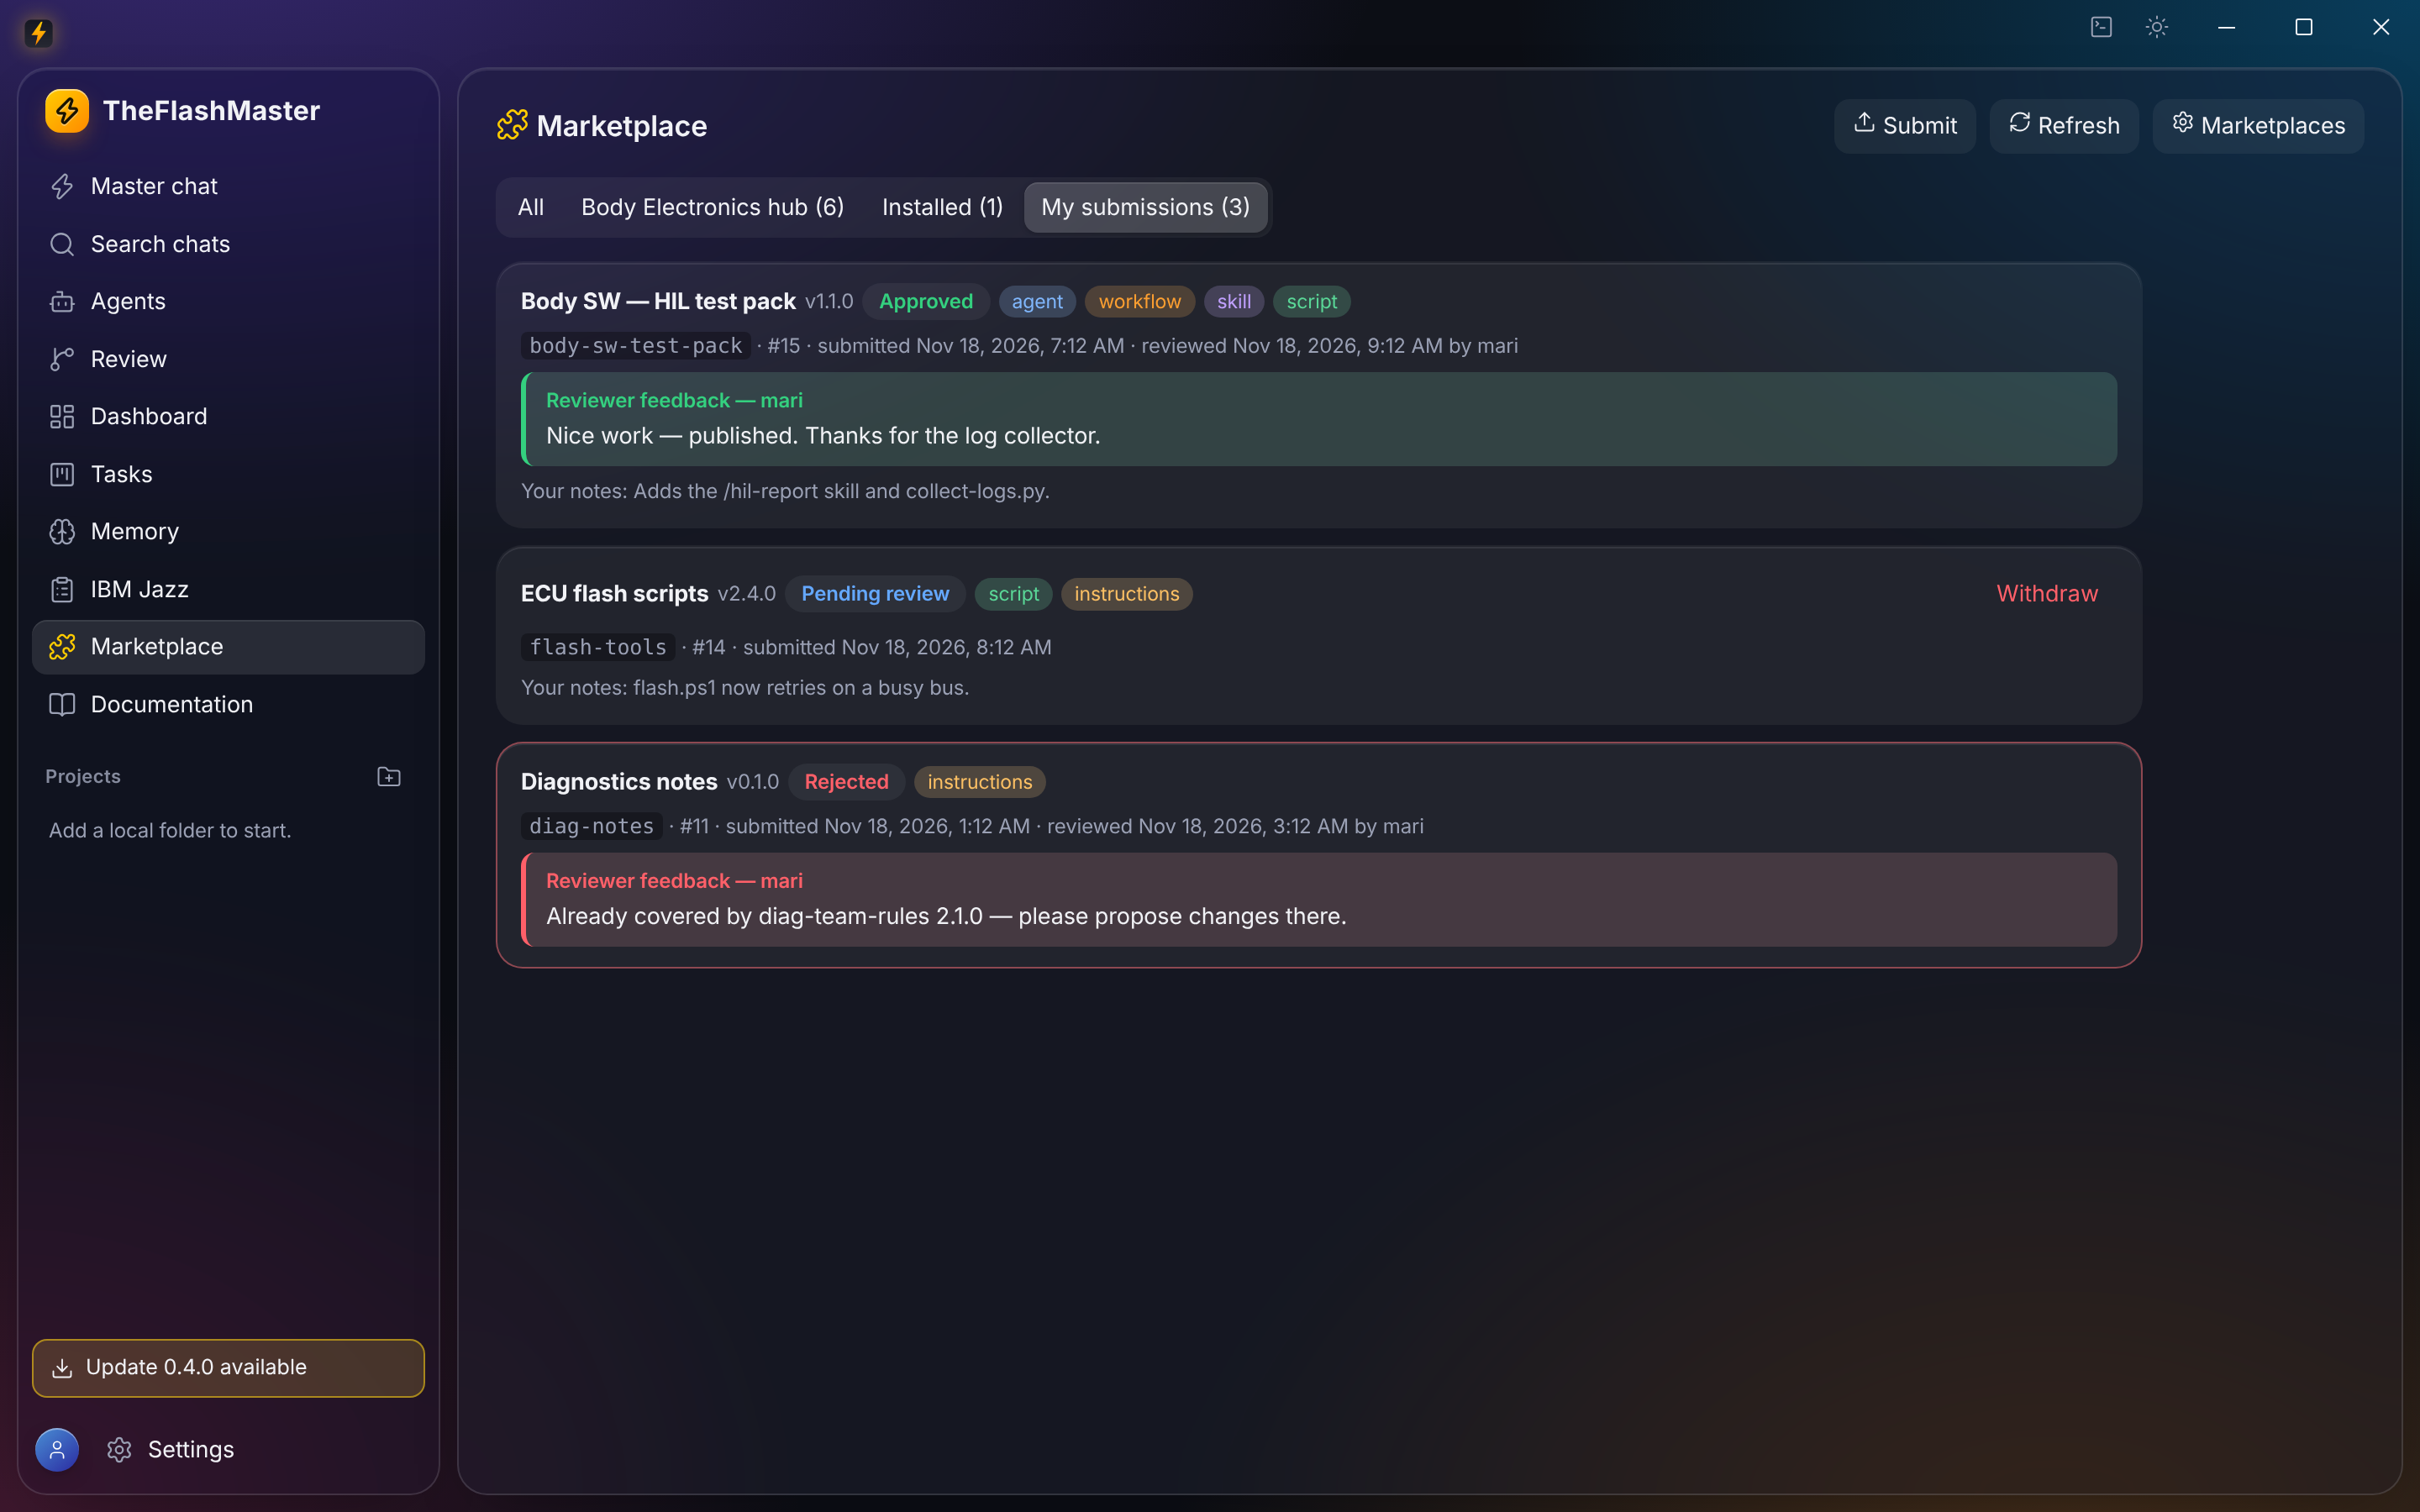 TheFlashMaster
Master chat
Search chats
Agents
Review
Dashboard
Tasks
Memory
IBM Jazz
Marketplace
Documentation
Projects
Add a local folder to start.
Update 0.4.0 available
Settings
Marketplace
Submit
Refresh
Marketplaces
All
Body Electronics hub (6)
Installed (1)
My submissions (3)
Body SW — HIL test pack v1.1.0 Approved agent workflow skill script
body-sw-test-pack · #15 · submitted Nov 18, 2026, 7:12 AM · reviewed Nov 18, 2026, 9:12 AM by mari
Reviewer feedback — mari
Nice work — published. Thanks for the log collector.
Your notes: Adds the /hil-report skill and collect-logs.py.
ECU flash scripts v2.4.0 Pending review script instructions Withdraw
flash-tools · #14 · submitted Nov 18, 2026, 8:12 AM
Your notes: flash.ps1 now retries on a busy bus.
Diagnostics notes v0.1.0 Rejected instructions
diag-notes · #11 · submitted Nov 18, 2026, 1:12 AM · reviewed Nov 18, 2026, 3:12 AM by mari
Reviewer feedback — mari
Already covered by diag-team-rules 2.1.0 — please propose changes there.